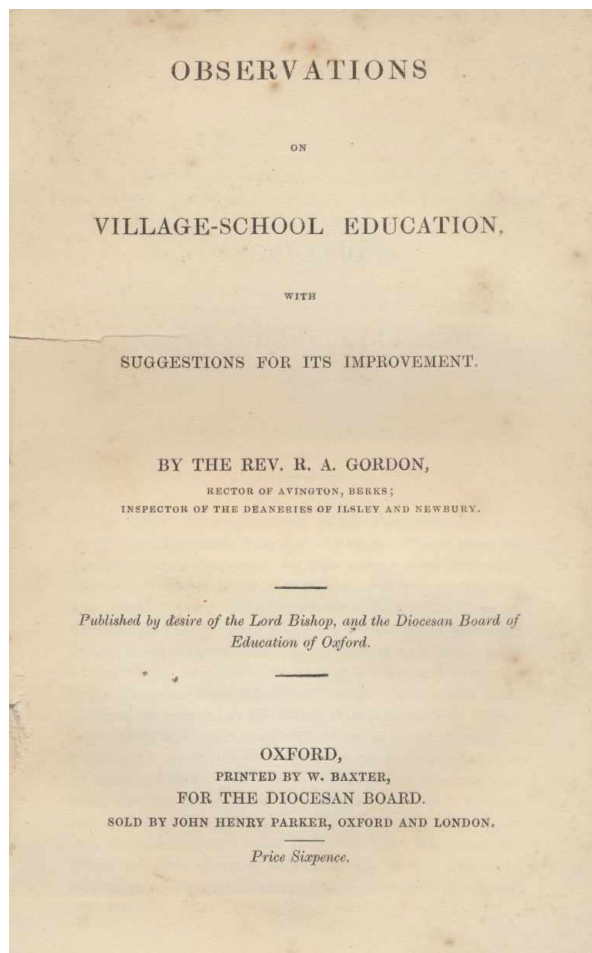 OBSERVATIONS
ON
VILLAGE-SCHOOL EDUCATION,
WITH
SUGGESTIONS FOR ITS IMPROVEMENT.
BY THE REV. R. A. GORDON,
RECTOR OF AVINGTON, BERKS;
INSPECTOR OF THE DEANERIES OF ILSLEY AND NEWBURY.
Published by desire of the Lord Bishop, and the Diocesan Board of
Education of Oxford.
OXFORD,
PRINTED BY W. BAXTER,
FOR THE DIOCESAN BOARD.
SOLD BY JOHN HENRY PARKER, OXFORD AND LONDON.
Price Sixpence.